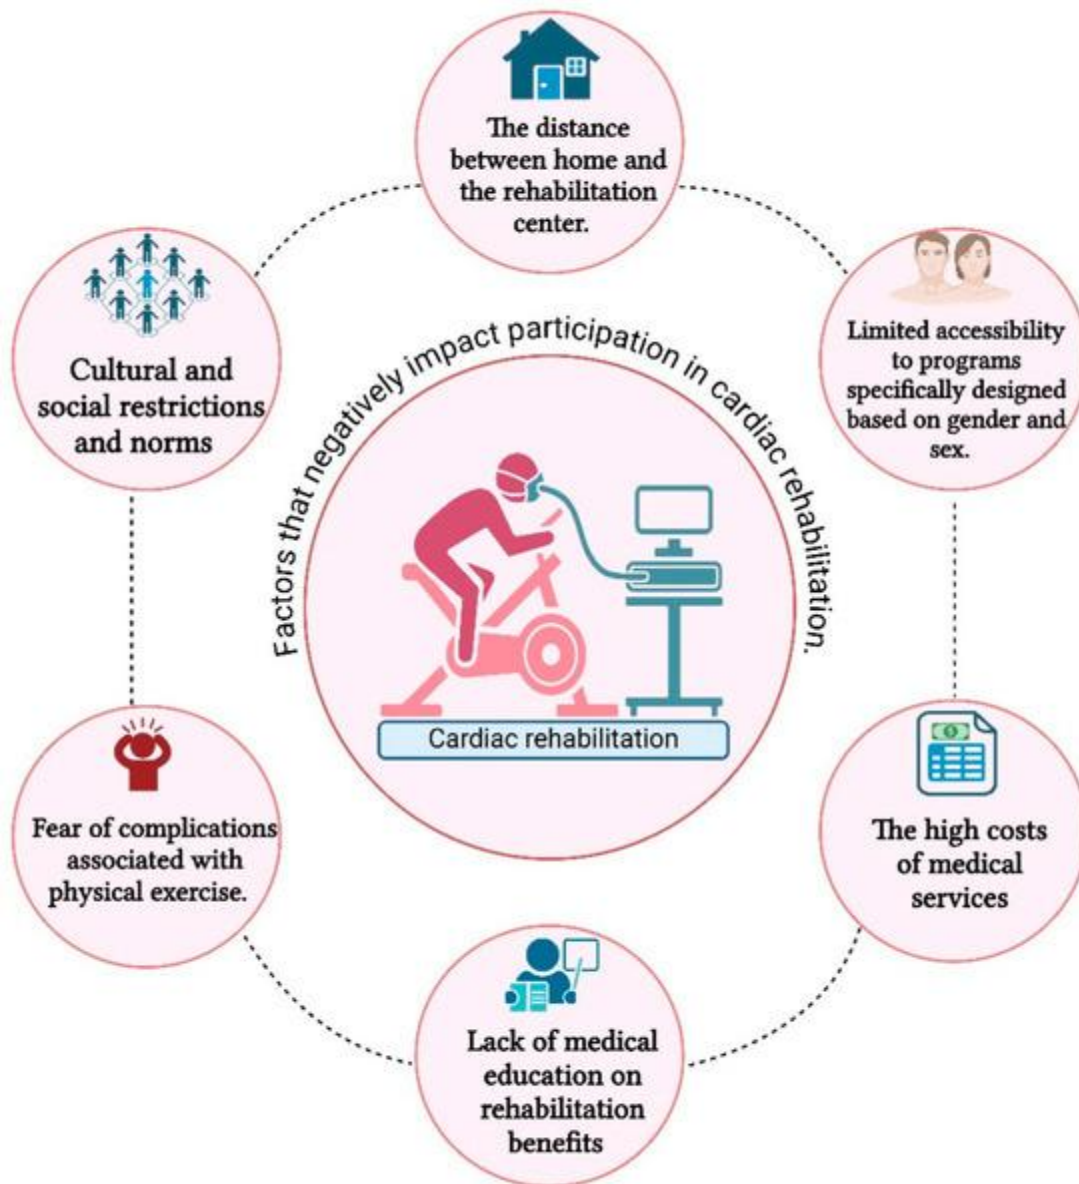 The distance
between home and
the rehabilitation
center.
Limited accessibility
to programs
specifically designed
based on gender and
sex.
The high costs
of medical
services
Lack of medical
education on
rehabilitation
benefits
Fear of complications
associated with
physical exercise.
Cultural and
social restrictions
and norms
Factors that negatively impact participation in cardiac rehabilitation.
Cardiac rehabilitation
$